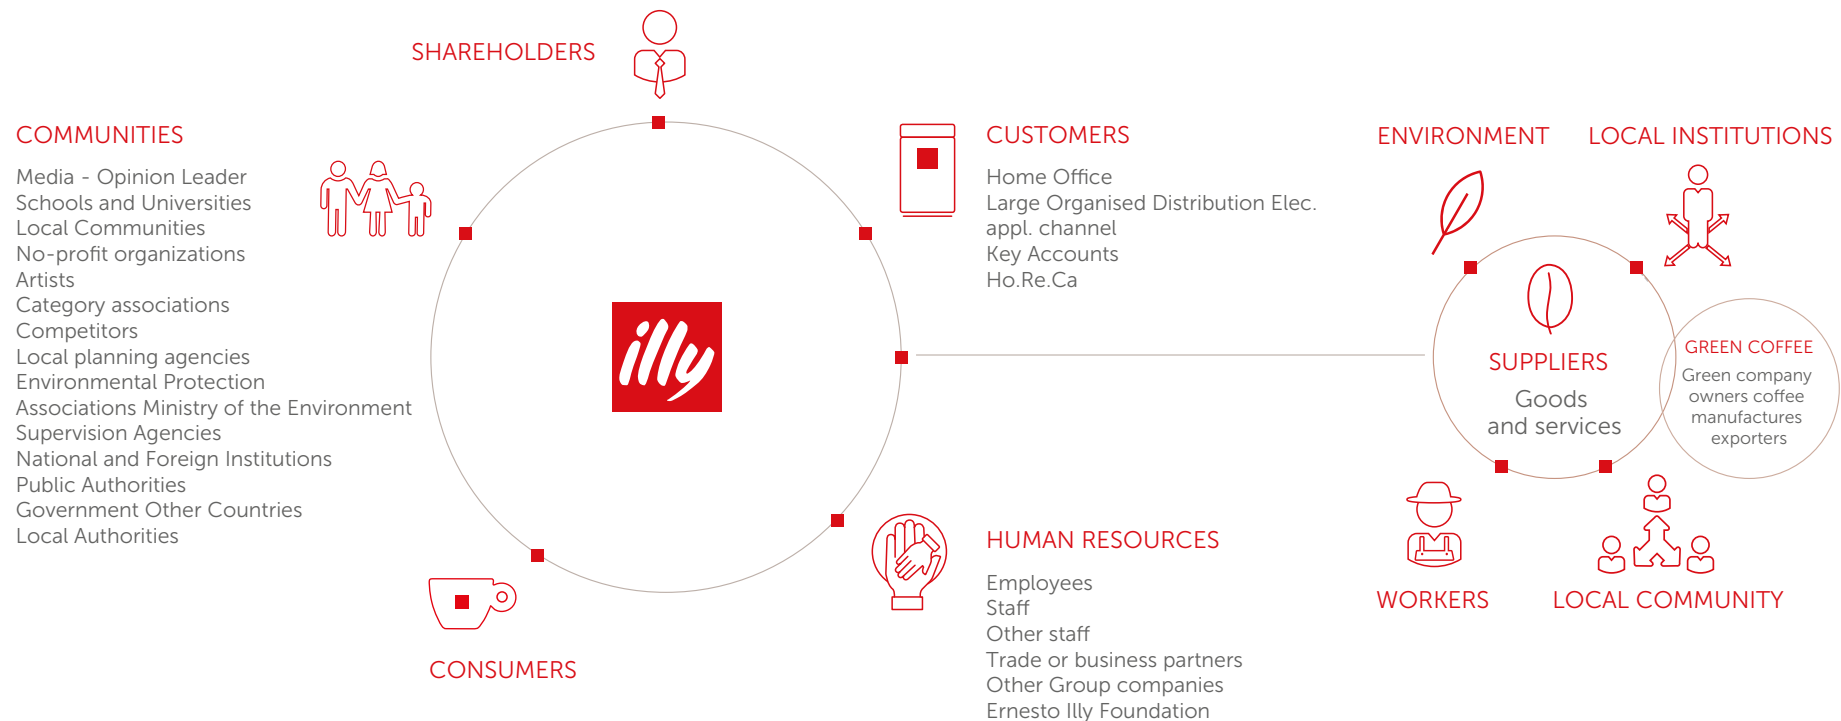 SHAREHOLDERS
COMMUNITIES
Media - Opinion Leader
Schools and Universities
Local Communities
No-profit organizations
Artists
Category associations
Competitors
Local planning agencies
Environmental Protection
Associations Ministry of the Environment
Supervision Agencies
National and Foreign Institutions
Public Authorities
Government Other Countries
Local Authorities
illy
CONSUMERS
CUSTOMERS
Home Office
Large Organised Distribution Elec.
appl. channel
Key Accounts
Ho.Re.Ca
HUMAN RESOURCES
Employees
Staff
Other staff
Trade or business partners
Other Group companies
Ernesto Illy Foundation
ENVIRONMENT
LOCAL INSTITUTIONS
SUPPLIERS
Goods
and services
GREEN COFFEE
Green company
owners coffee
manufactures
exporters
WORKERS
LOCAL COMMUNITY